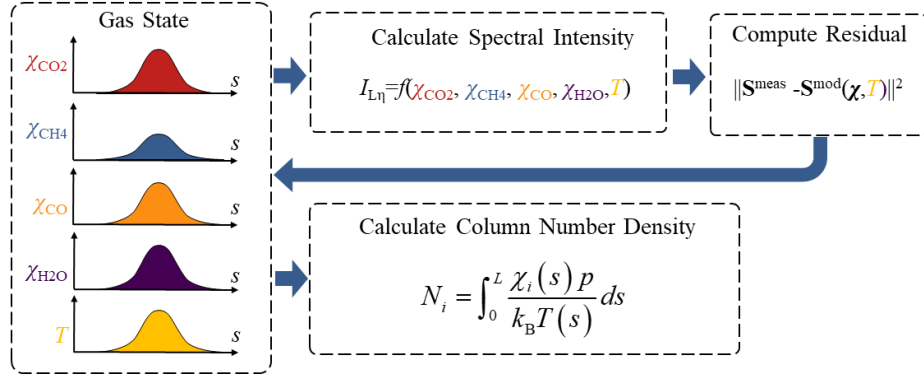 Gas State
χCO2
s
χCH4
s
χCO
s
χH2O
s
T
s
Calculate Spectral Intensity
ILη=f(χCO2, χCH4, χCO, χH2O,T)
Compute Residual
||Smeas -Smod(χ,T)||2
Calculate Column Number Density
Ni = ∫0L χi(s) p / kBT(s) ds